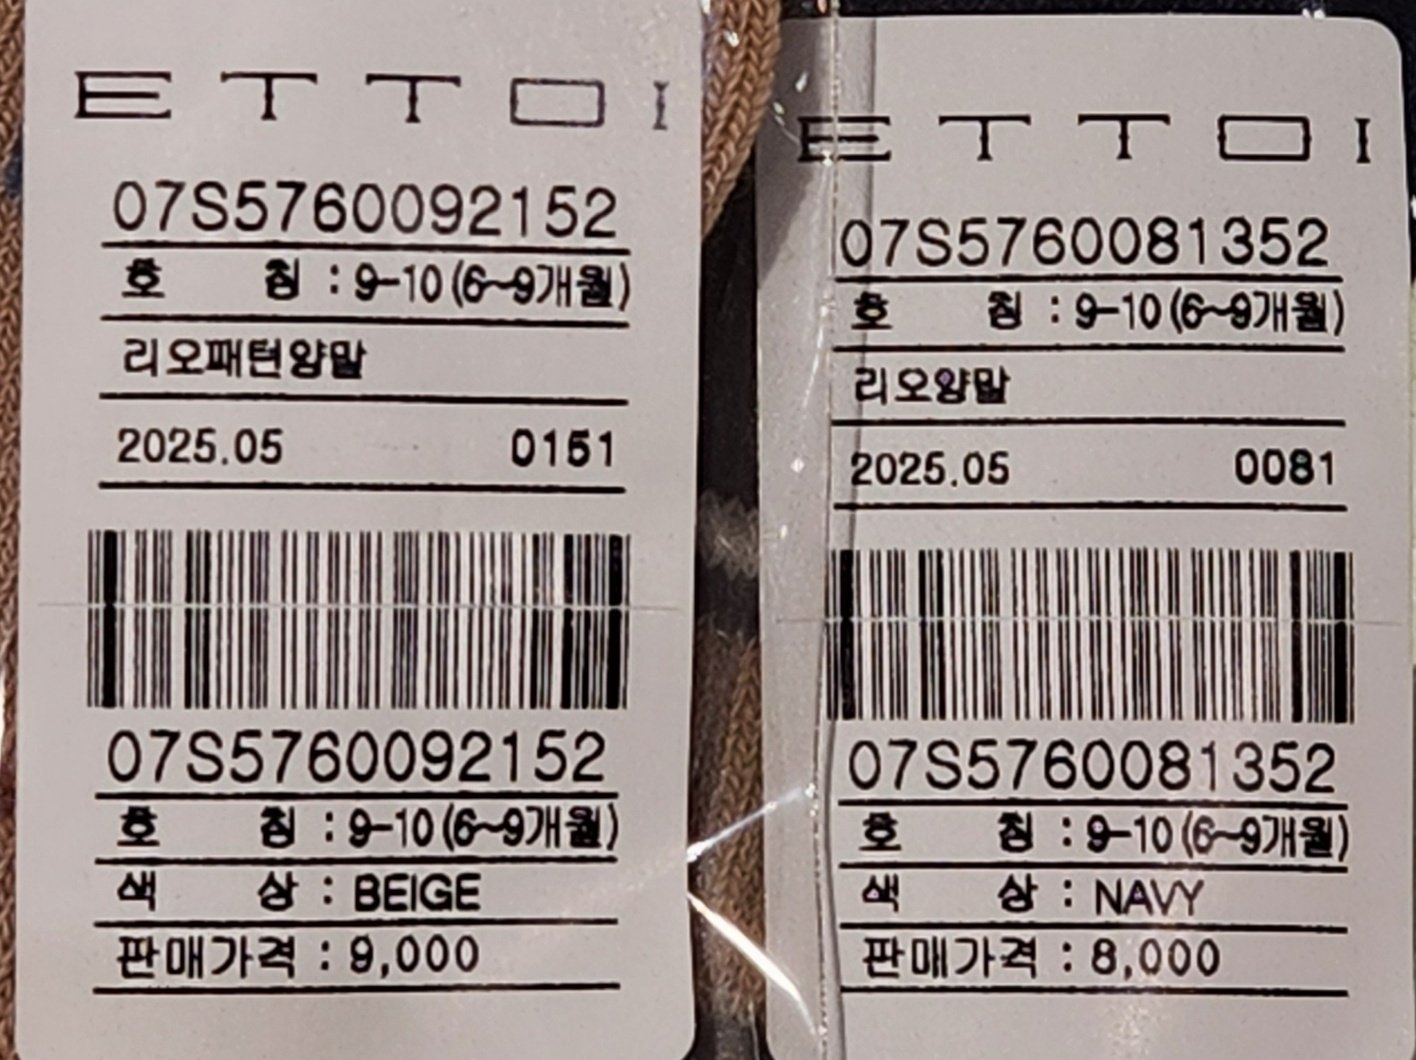 ETTOI
07S5760092152
호 칭 : 9-10(6~9개월)
리오패턴양말
2025.05 0151
07S5760092152
호 칭 : 9-10(6~9개월)
색 상 : BEIGE
판매가격 : 9,000
ETTOI
07S5760081352
호 칭 : 9-10(6~9개월)
리오양말
2025.05 0081
07S5760081352
호 칭 : 9-10(6~9개월)
색 상 : NAVY
판매가격 : 8,000